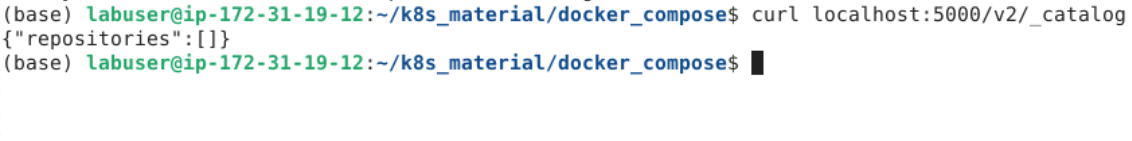 (base) labuser@ip-172-31-19-12:~/k8s_material/docker_compose$ curl localhost:5000/v2/_catalog
{"repositories":[]}
(base) labuser@ip-172-31-19-12:~/k8s_material/docker_compose$